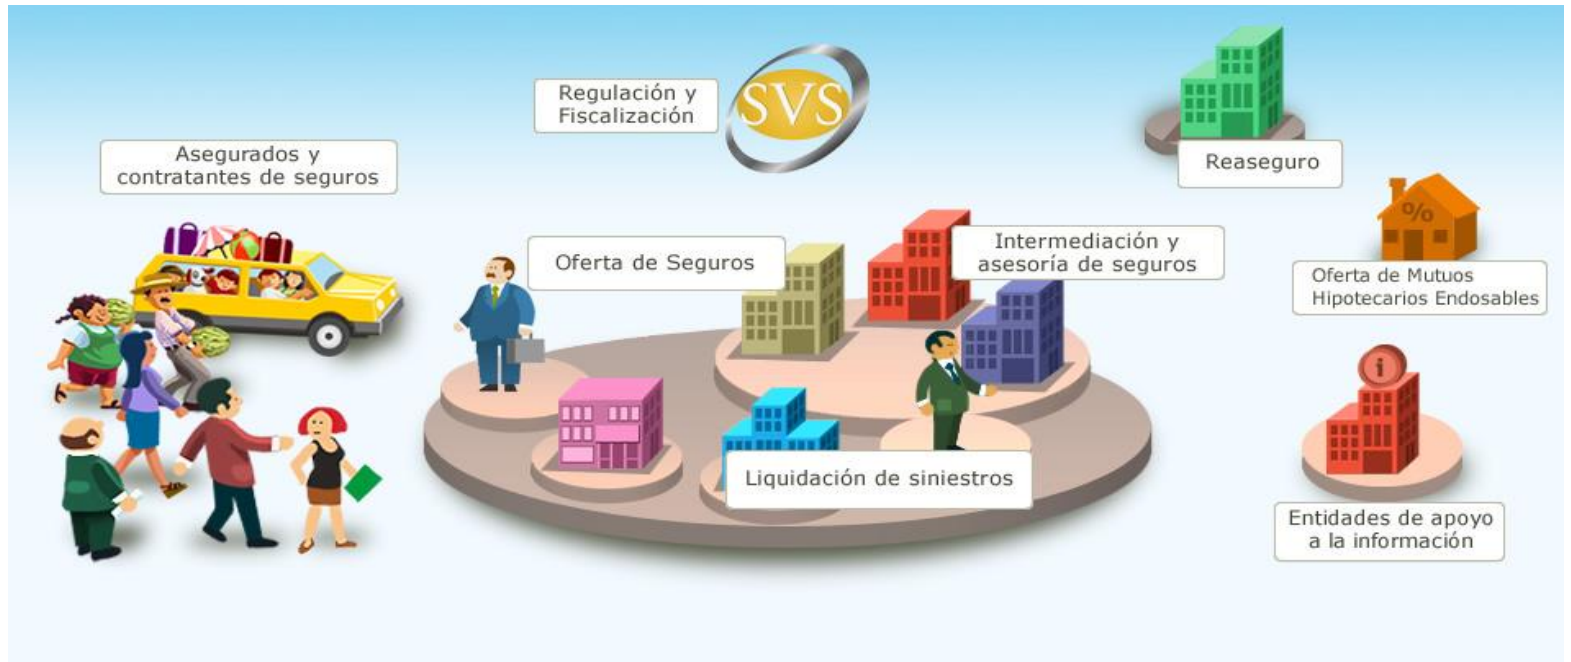 Regulación y
Fiscalización
SVS
Asegurados y
contratantes de seguros
Reaseguro
%
Oferta de Seguros
Intermediación y
asesoría de seguros
Oferta de Mutuos
Hipotecarios Endosables
i
Liquidación de siniestros
Entidades de apoyo
a la información